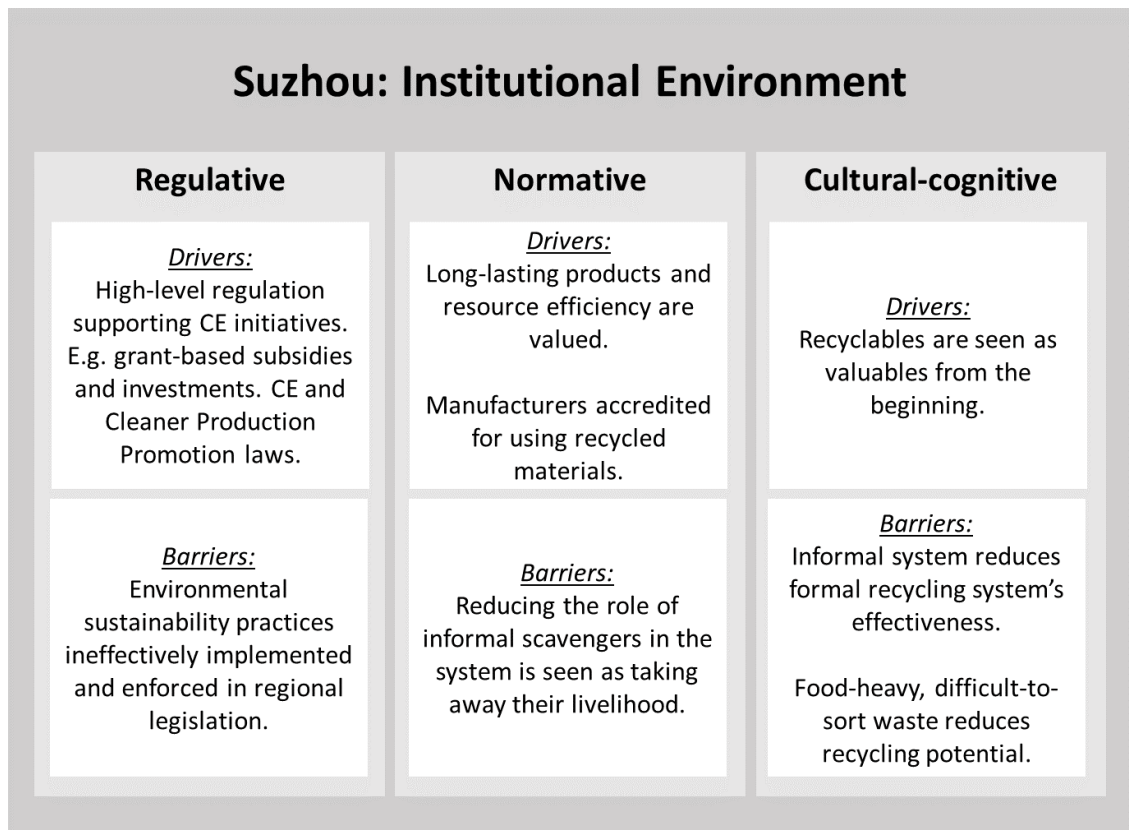 Suzhou: Institutional Environment
Regulative
Drivers:
High-level regulation
supporting CE initiatives.
E.g. grant-based subsidies
and investments. CE and
Cleaner Production
Promotion laws.
Barriers:
Environmental
sustainability practices
ineffectively implemented
and enforced in regional
legislation.
Normative
Drivers:
Long-lasting products and
resource efficiency are
valued.
Manufacturers accredited
for using recycled
materials.
Barriers:
Reducing the role of
informal scavengers in the
system is seen as taking
away their livelihood.
Cultural-cognitive
Drivers:
Recyclables are seen as
valuables from the
beginning.
Barriers:
Informal system reduces
formal recycling system’s
effectiveness.
Food-heavy, difficult-to-
sort waste reduces
recycling potential.